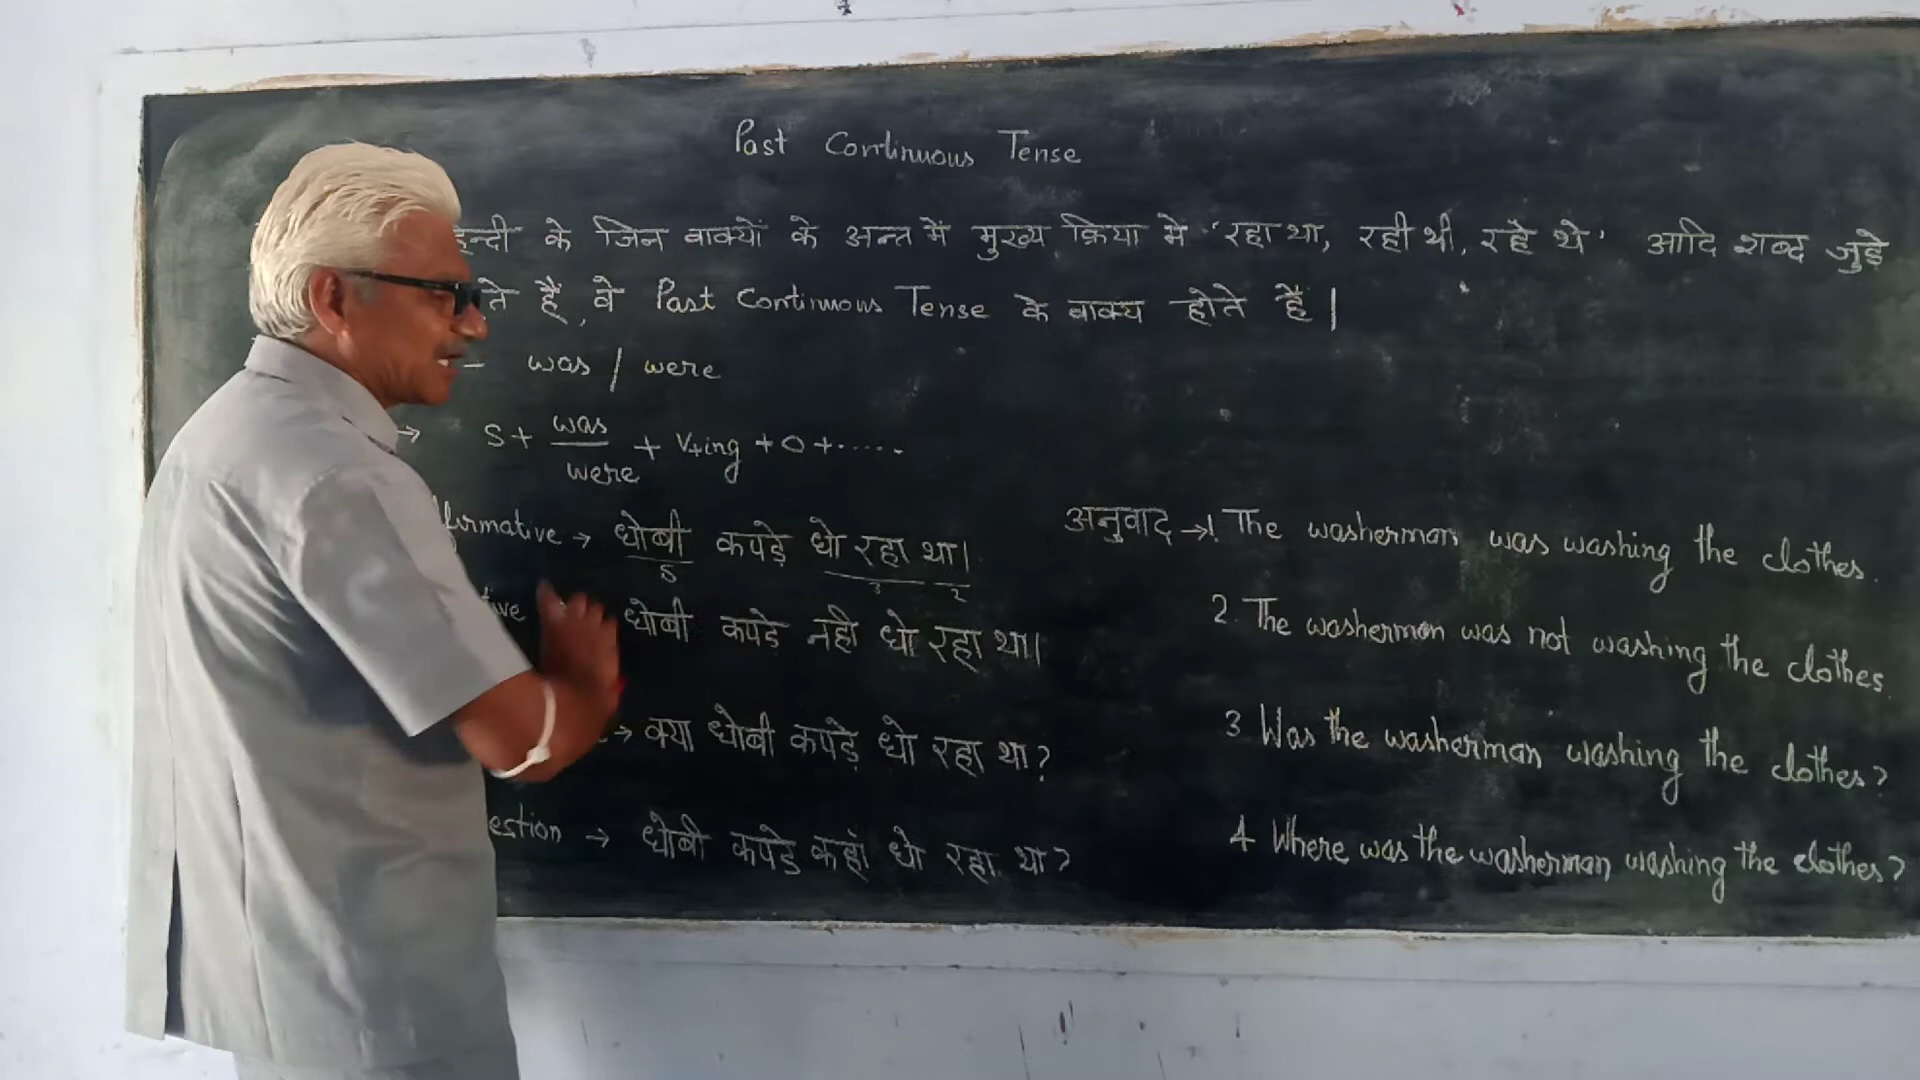 Past Continuous Tense
के जिन वाक्यों के अन्त में मुख्य क्रिया में 'रहा था, रही थी, रहे थे' आदि शब्द जुड़े
हैं, वे Past Continuous Tense के वाक्य होते हैं |
- was / were
→ S + was/were + V+ing + O + .....
→ धोबी कपड़े धो रहा था। अनुवाद → 1. The washerman was washing the clothes.
S 3 2
धोबी कपड़े नही धो रहा था। 2. The washerman was not washing the clothes.
→ क्या धोबी कपड़े धो रहा था? 3 Was the washerman washing the clothes?
→ धोबी कपड़े कहाँ धो रहा था? 4 Where was the washerman washing the clothes?